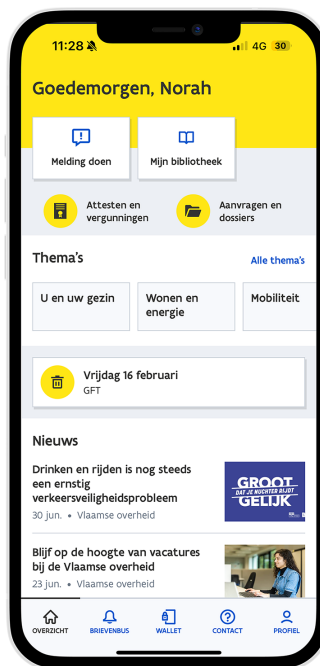 11:28
4G 30
Goedemorgen, Norah
Melding doen
Mijn bibliotheek
Attesten en
vergunningen
Aanvragen en
dossiers
Thema's
Alle thema's
U en uw gezin
Wonen en
energie
Mobiliteit
Vrijdag 16 februari
GFT
Nieuws
Drinken en rijden is nog steeds
een ernstig
verkeersveiligheidsprobleem
30 jun. • Vlaamse overheid
GROOT
DAT JE NUCHTER BIJDT
GELIJK
Blijf op de hoogte van vacatures
bij de Vlaamse overheid
23 jun. • Vlaamse overheid
OVERZICHT
BRIEVENBUS
WALLET
CONTACT
PROFIEL